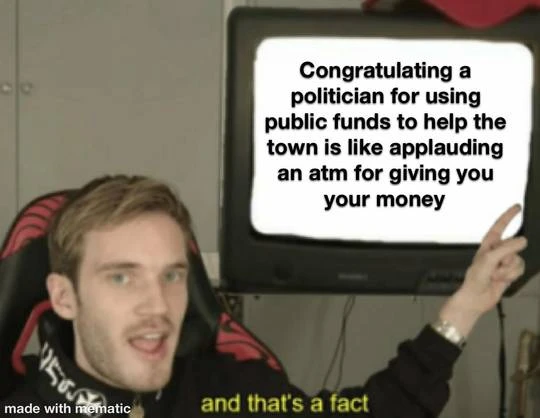 Congratulating a
politician for using
public funds to help the
town is like applauding
an atm for giving you
your money
and that's a fact
made with mematic